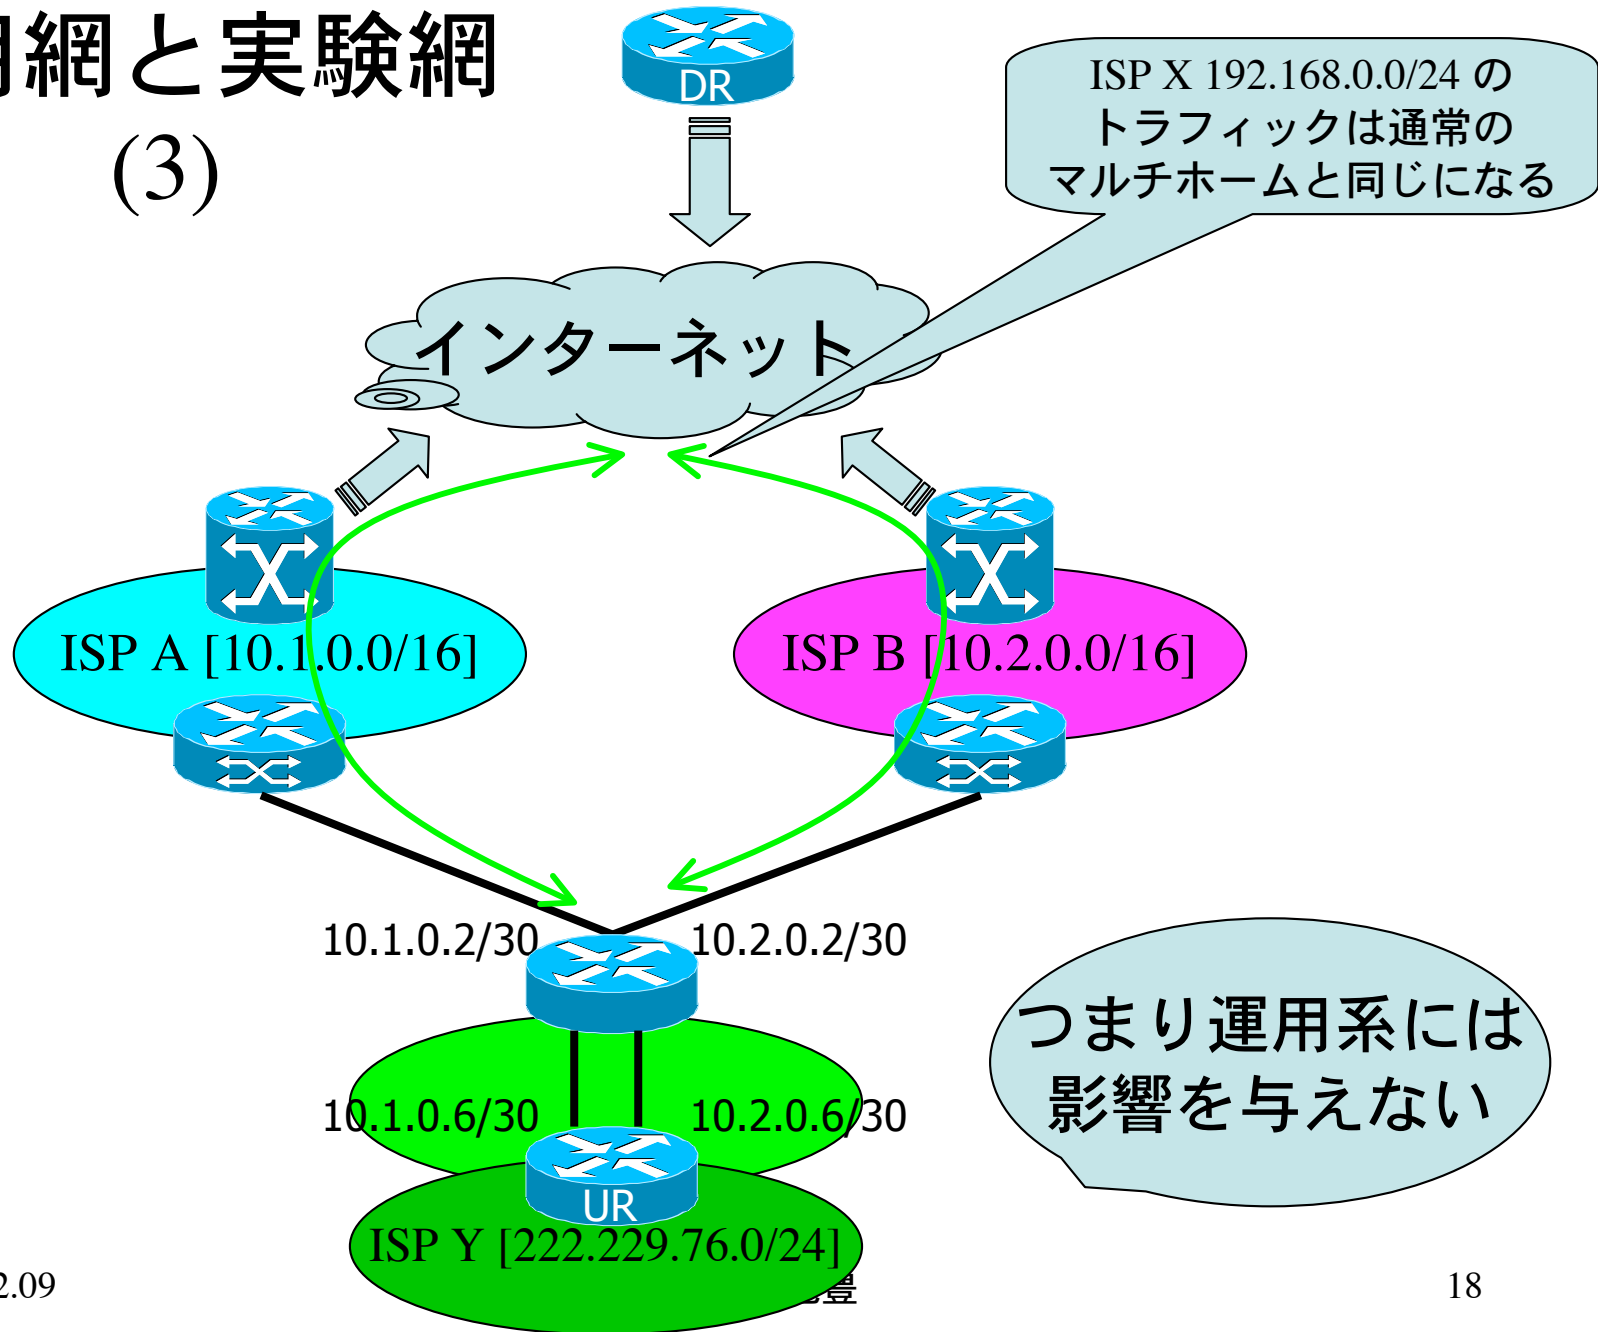 用網と実験網
(3)
DR
ISP X 192.168.0.0/24 の
トラフィックは通常の
マルチホームと同じになる
インターネット
ISP A [10.1.0.0/16]
ISP B [10.2.0.0/16]
10.1.0.2/30
10.2.0.2/30
つまり運用系には
影響を与えない
10.1.0.6/30
10.2.0.6/30
UR
ISP Y [222.229.76.0/24]
2.09
豊
18